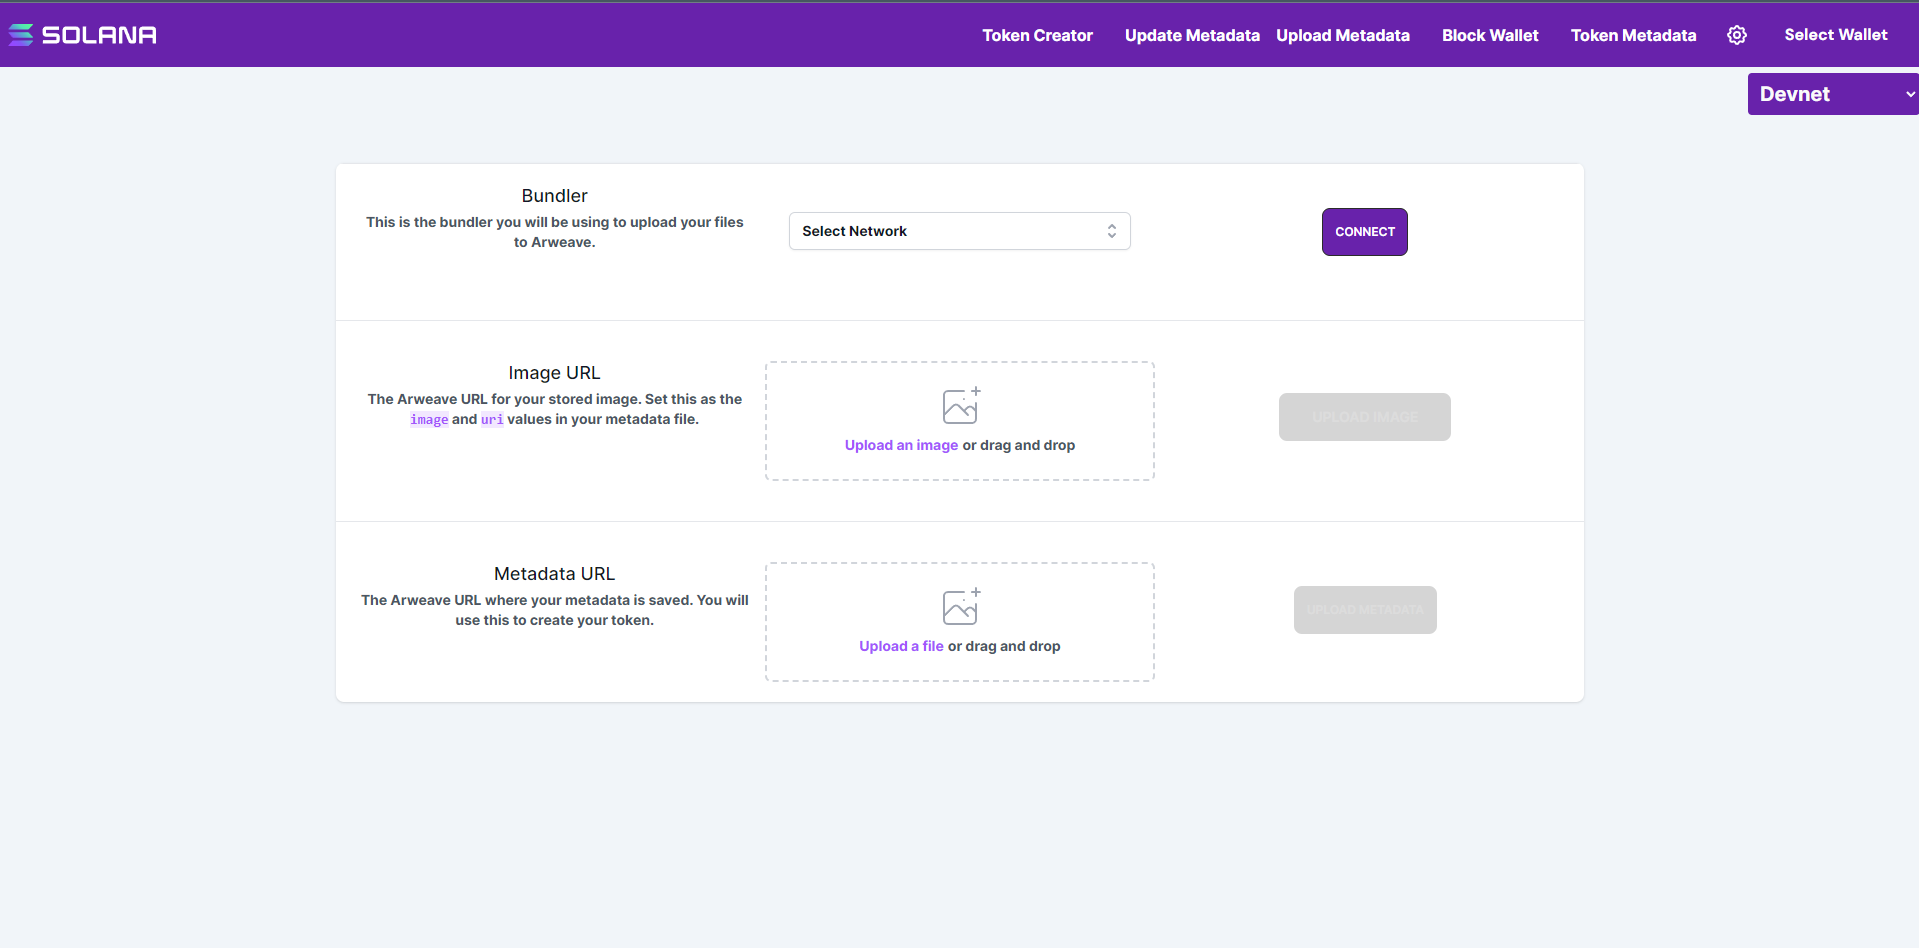 SOLANA
Token Creator
Update Metadata
Upload Metadata
Block Wallet
Token Metadata
Select Wallet
Devnet
Bundler
This is the bundler you will be using to upload your files
to Arweave.
Select Network
CONNECT
Image URL
The Arweave URL for your stored image. Set this as the
image and uri values in your metadata file.
Upload an image or drag and drop
UPLOAD IMAGE
Metadata URL
The Arweave URL where your metadata is saved. You will
use this to create your token.
Upload a file or drag and drop
UPLOAD METADATA